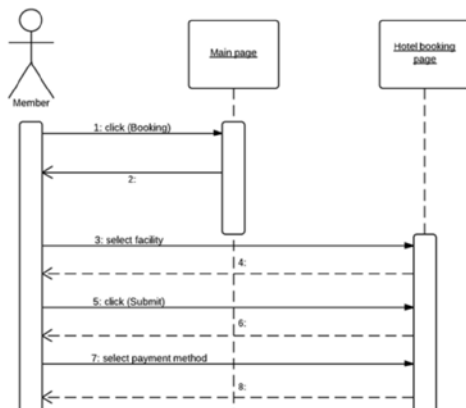 Main page
Hotel booking
page
Member
1: click (Booking)
2:
3: select facility
4:
5: click (Submit)
6:
7: select payment method
8: